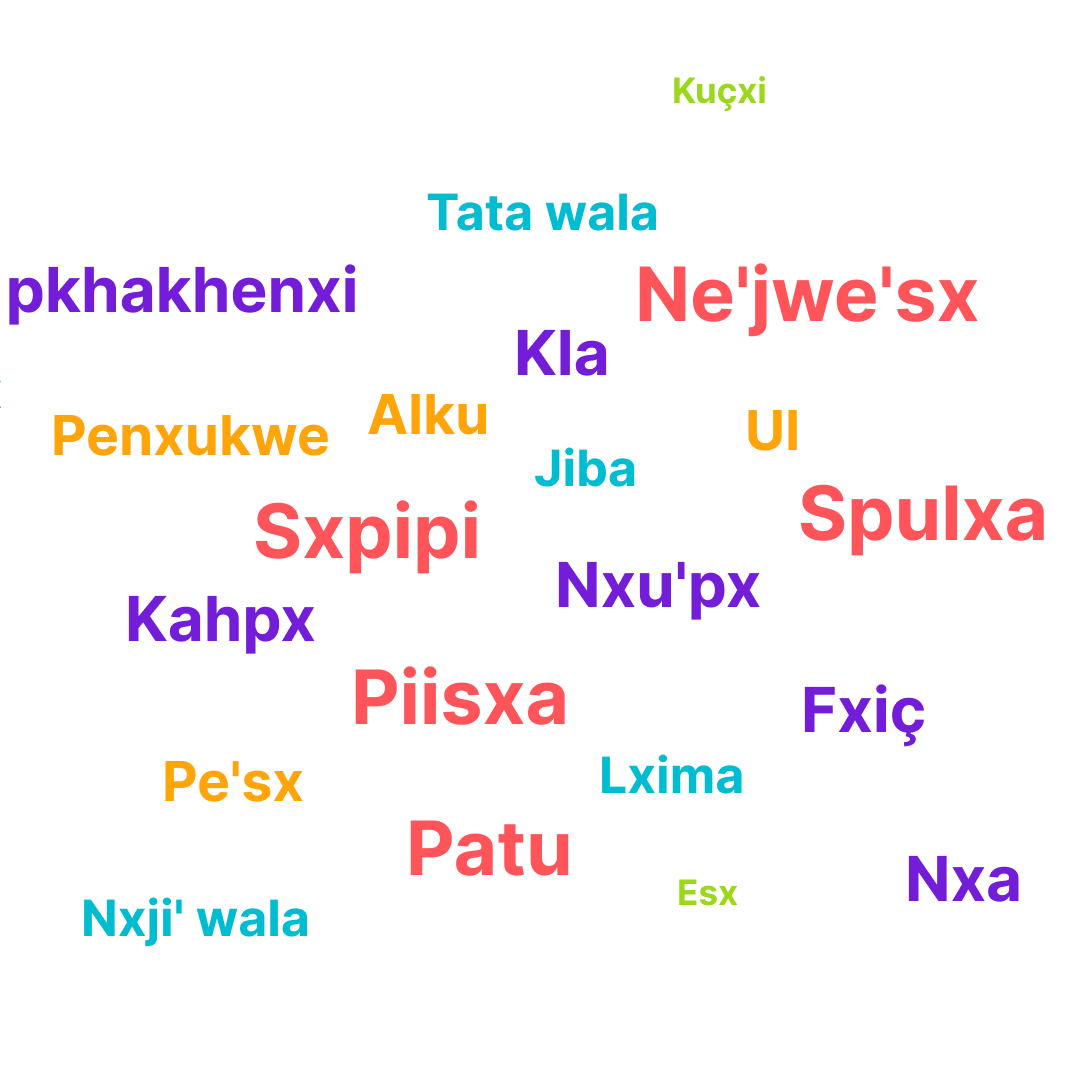 Kuçxi
Tata wala
pkhakhenxi
Ne'jwe'sx
Kla
Alku
Penxukwe
Ul
Jiba
Sxpipi
Spulxa
Nxu'px
Kahpx
Piisxa
Fxiç
Pe'sx
Lxima
Patu
Esx
Nxa
Nxji' wala